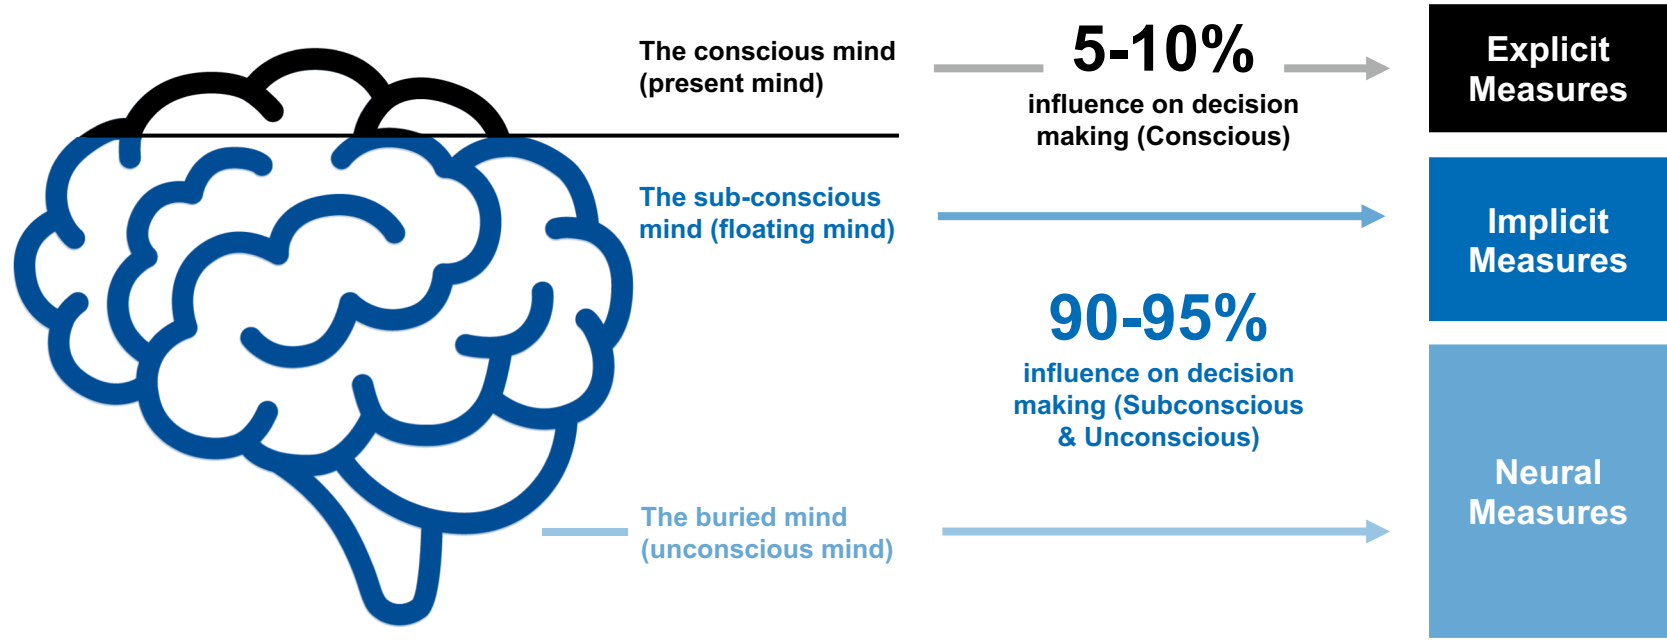 The conscious mind
(present mind)
5-10%
influence on decision
making (Conscious)
Explicit
Measures
The sub-conscious
mind (floating mind)
Implicit
Measures
90-95%
influence on decision
making (Subconscious
& Unconscious)
The buried mind
(unconscious mind)
Neural
Measures